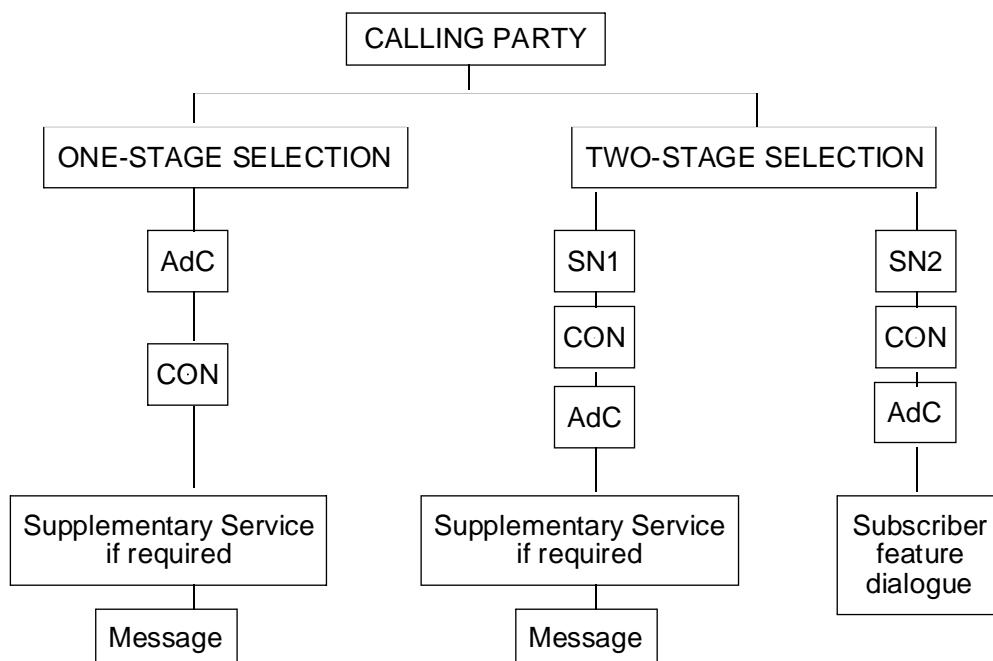 CALLING PARTY
ONE-STAGE SELECTION
TWO-STAGE SELECTION
AdC
SN1
SN2
CON
CON
CON
AdC
AdC
Supplementary Service
if required
Supplementary Service
if required
Subscriber
feature
dialogue
Message
Message